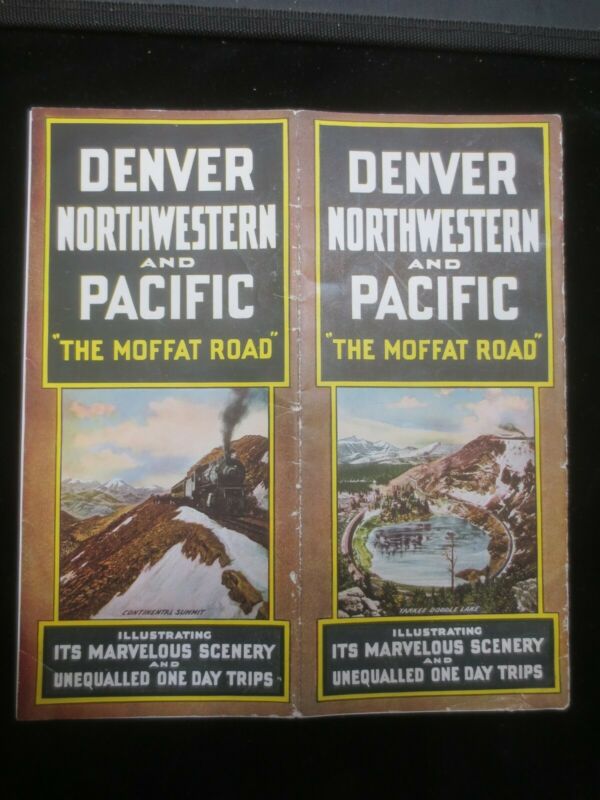 DENVER
NORTHWESTERN
AND
PACIFIC
"THE MOFFAT ROAD"
CONTINENTAL SUMMIT
ILLUSTRATING
ITS MARVELOUS SCENERY
AND
UNEQUALLED ONE DAY TRIPS
DENVER
NORTHWESTERN
AND
PACIFIC
"THE MOFFAT ROAD"
YANKEE DOODLE LAKE
ILLUSTRATING
ITS MARVELOUS SCENERY
AND
UNEQUALLED ONE DAY TRIPS